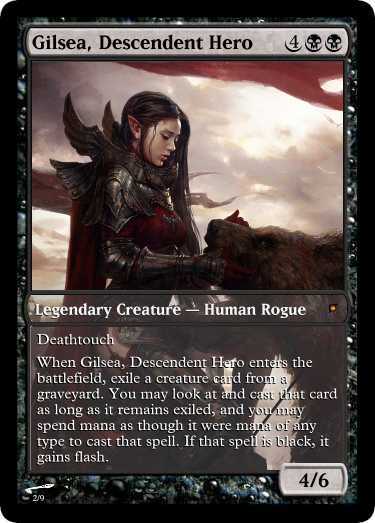 Gilsea, Descendent Hero 4
Legendary Creature — Human Rogue
Deathtouch
When Gilsea, Descendent Hero enters the
battlefield, exile a creature card from a
graveyard. You may look at and cast that card
as long as it remains exiled, and you may
spend mana as though it were mana of any
type to cast that spell. If that spell is black, it
gains flash.
4/6
2/9